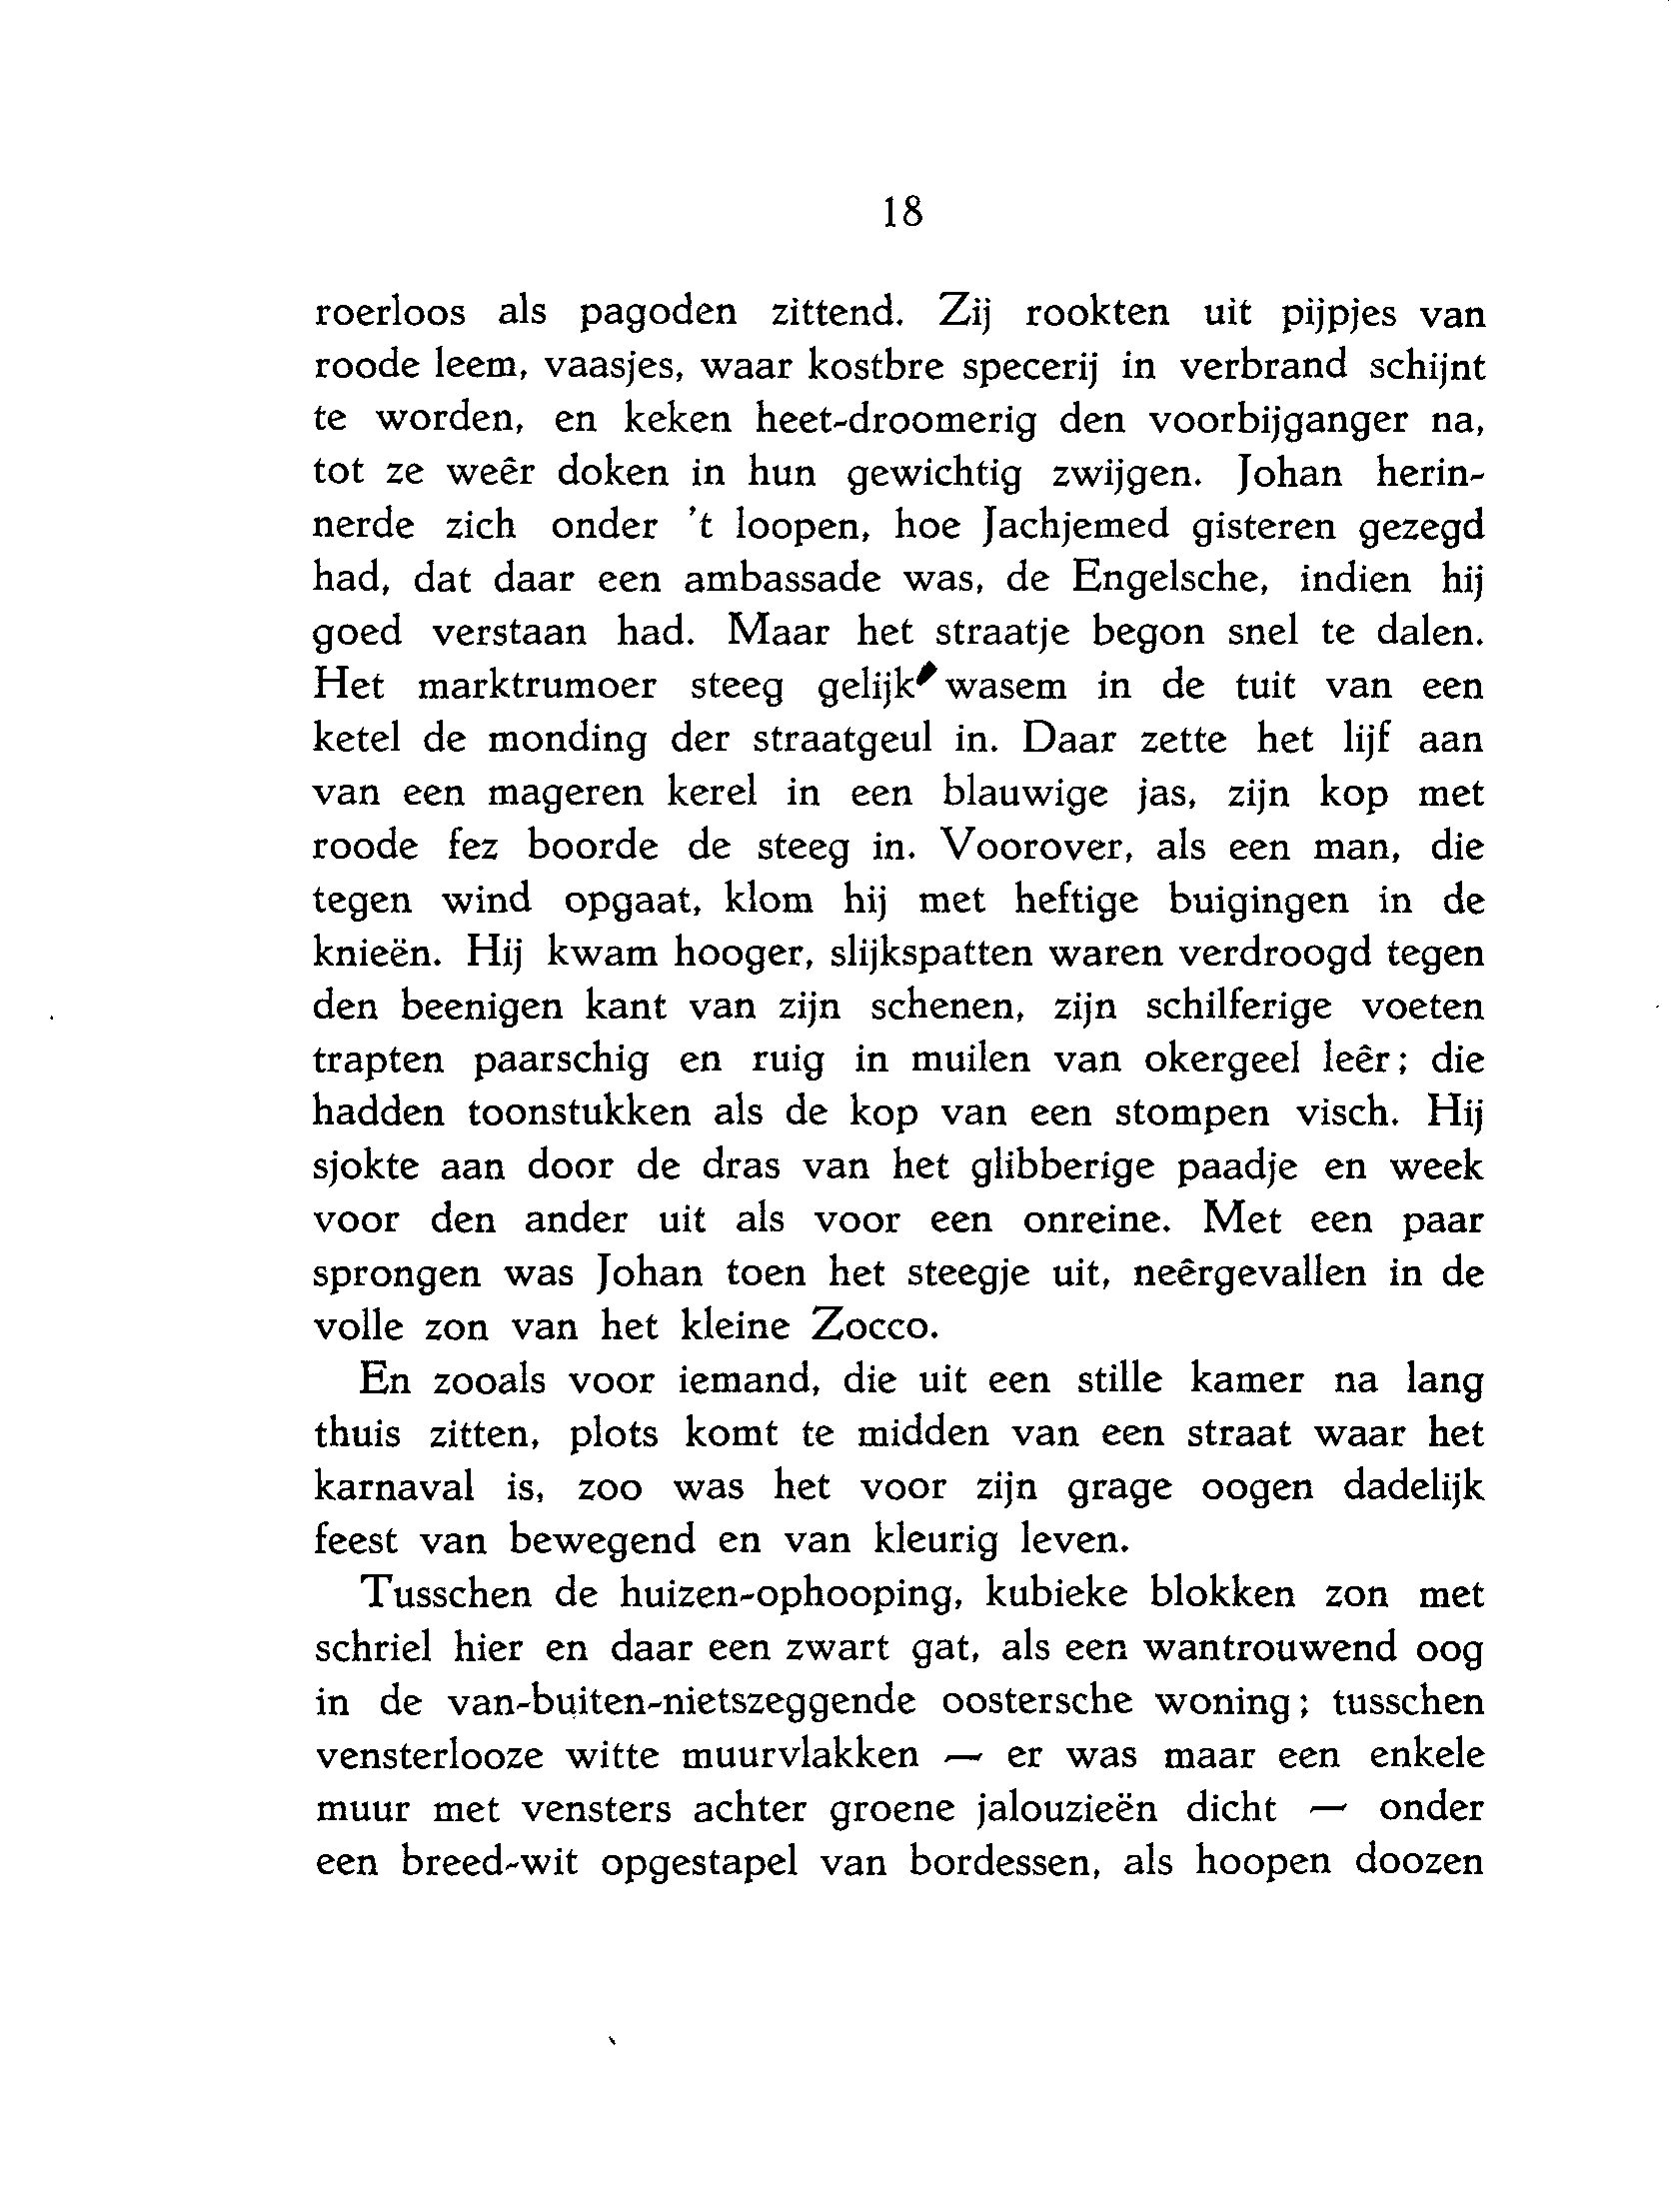 18
roerloos als pagoden zittend. Zij rookten uit pijpjes van
roode leem, vaasjes, waar kostbre specerij in verbrand schijnt
te worden, en keken heet-droomerig den voorbijganger na,
tot ze weêr doken in hun gewichtig zwijgen. Johan herin-
nerde zich onder 't loopen, hoe Jachjemed gisteren gezegd
had, dat daar een ambassade was, de Engelsche, indien hij
goed verstaan had. Maar het straatje begon snel te dalen.
Het marktrumoer steeg gelijk wasem in de tuit van een
ketel de monding der straatgeul in. Daar zette het lijf aan
van een mageren kerel in een blauwige jas, zijn kop met
roode fez boorde de steeg in. Voorover, als een man, die
tegen wind opgaat, klom hij met heftige buigingen in de
knieën. Hij kwam hooger, slijkspatten waren verdroogd tegen
den beenigen kant van zijn schenen, zijn schilferige voeten
trapten paarschig en ruig in muilen van okergeel leêr; die
hadden toonstukken als de kop van een stompen visch. Hij
sjokte aan door de dras van het glibberige paadje en week
voor den ander uit als voor een onreine. Met een paar
sprongen was Johan toen het steegje uit, neêrgevallen in de
volle zon van het kleine Zocco.
En zooals voor iemand, die uit een stille kamer na lang
thuis zitten, plots komt te midden van een straat waar het
karnaval is, zoo was het voor zijn grage oogen dadelijk
feest van bewegend en van kleurig leven.
Tusschen de huizen-ophooping, kubieke blokken zon met
schriel hier en daar een zwart gat, als een wantrouwend oog
in de van-buiten-nietszeggende oostersche woning; tusschen
vensterlooze witte muurvlakken — er was maar een enkele
muur met vensters achter groene jalouzieën dicht — onder
een breed-wit opgestapel van bordessen, als hoopen doozen